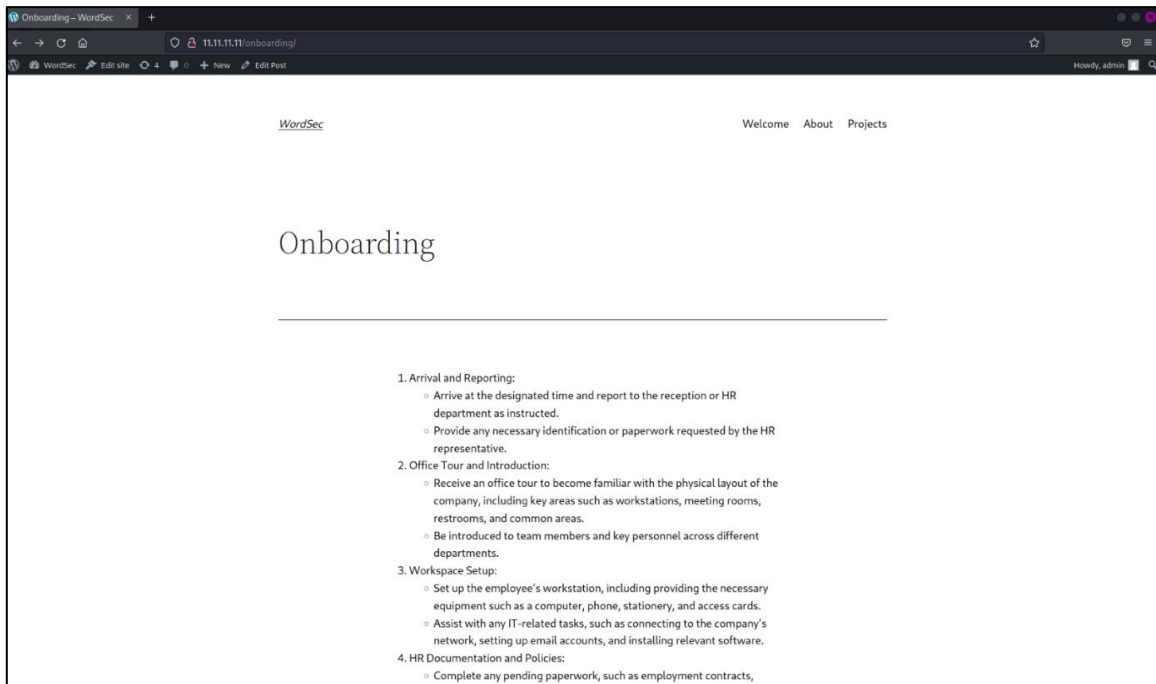 Onboarding – WordSec × +
11.11.11.11/onboarding/
WordSec Edit site 4 0 + New Edit Post Howdy, admin
WordSec Welcome About Projects
Onboarding
1. Arrival and Reporting:
◦ Arrive at the designated time and report to the reception or HR
department as instructed.
◦ Provide any necessary identification or paperwork requested by the HR
representative.
2. Office Tour and Introduction:
◦ Receive an office tour to become familiar with the physical layout of the
company, including key areas such as workstations, meeting rooms,
restrooms, and common areas.
◦ Be introduced to team members and key personnel across different
departments.
3. Workspace Setup:
◦ Set up the employee’s workstation, including providing the necessary
equipment such as a computer, phone, stationery, and access cards.
◦ Assist with any IT-related tasks, such as connecting to the company’s
network, setting up email accounts, and installing relevant software.
4. HR Documentation and Policies:
◦ Complete any pending paperwork, such as employment contracts,